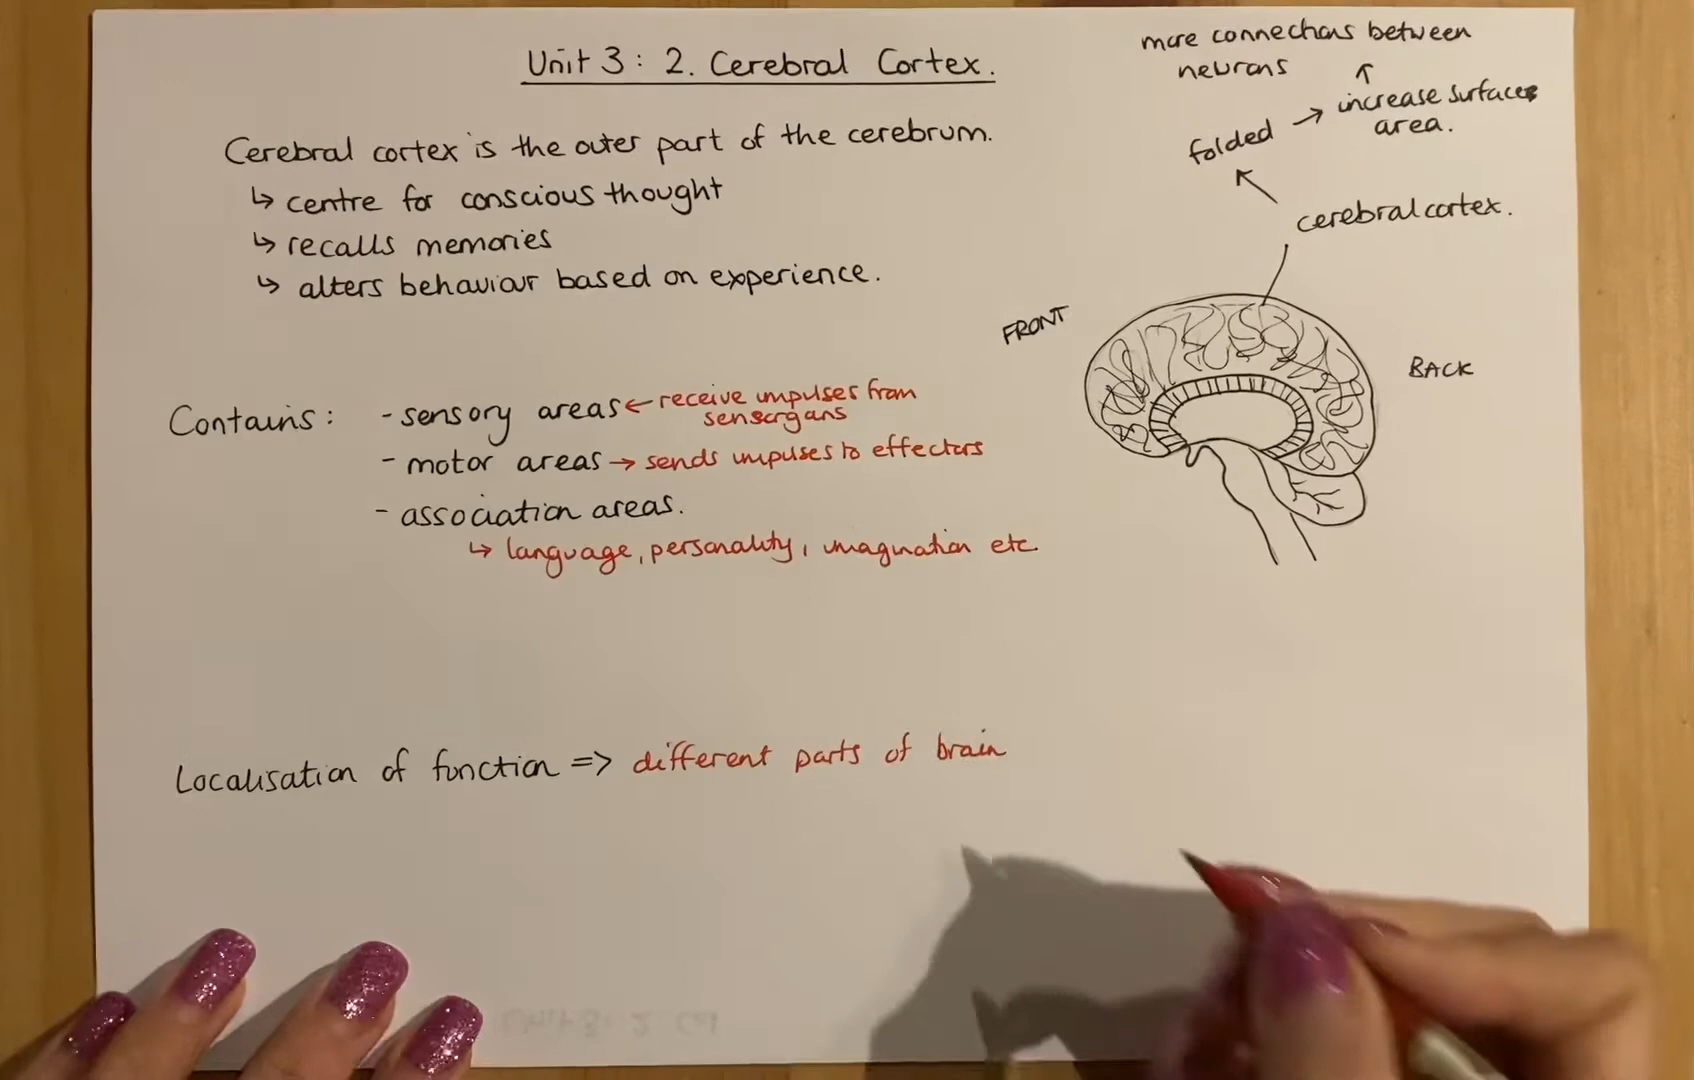 Unit 3: 2. Cerebral Cortex.
Cerebral cortex is the outer part of the cerebrum.
↳ centre for conscious thought
↳ recalls memories
↳ alters behaviour based on experience.
more connections between
neurons ↑
folded → increase surface
area.
↖
cerebral cortex.
FRONT
BACK
Contains: - sensory areas ← receive impulses from
sensorgans
- motor areas → sends impulses to effectors
- association areas.
↳ language, personality, imagination etc
Localisation of function => different parts of brain